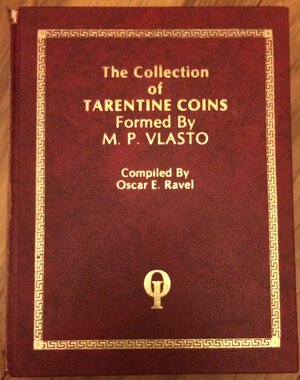 The Collection
of
TARENTINE COINS
Formed By
M. P. VLASTO
Compiled By
Oscar E. Ravel